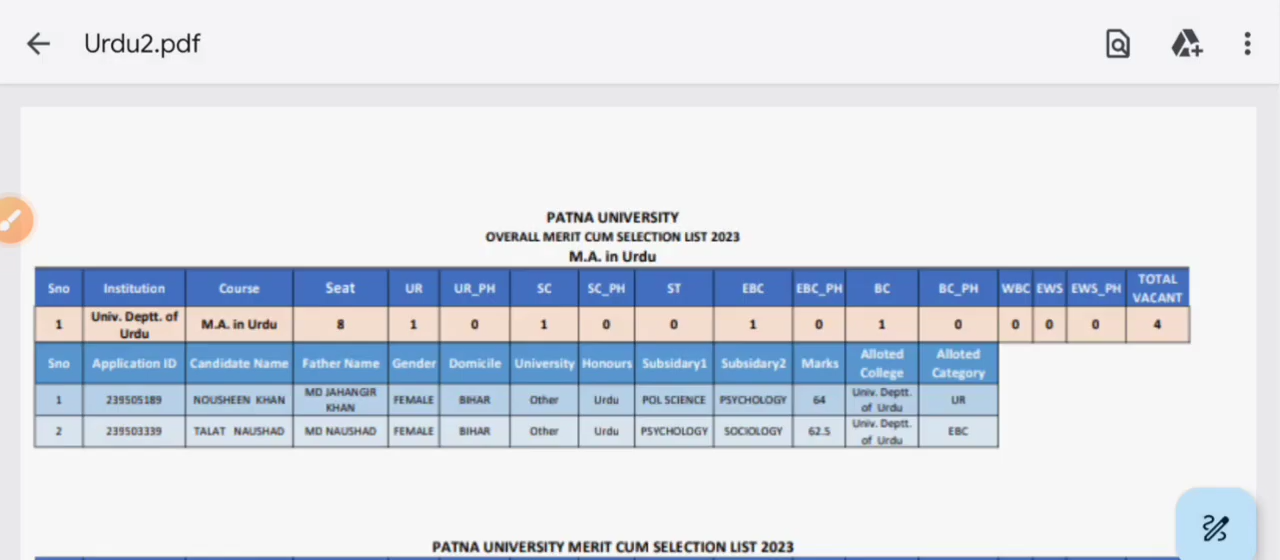 Urdu2.pdf
PATNA UNIVERSITY
OVERALL MERIT CUM SELECTION LIST 2023
M.A. in Urdu
Sno Institution Course Seat UR UR_PH SC SC_PH ST EBC EBC_PH BC BC_PH WBC EWS EWS_PH TOTAL VACANT
1 Univ. Deptt. of Urdu M.A. in Urdu 8 1 0 1 0 0 1 0 1 0 0 0 0 4
Sno Application ID Candidate Name Father Name Gender Domicile University Honours Subsidary1 Subsidary2 Marks Alloted College Alloted Category
1 239505189 NOUSHEEN KHAN MD JAHANGIR KHAN FEMALE BIHAR Other Urdu POL SCIENCE PSYCHOLOGY 64 Univ. Deptt. of Urdu UR
2 239503339 TALAT NAUSHAD MD NAUSHAD FEMALE BIHAR Other Urdu PSYCHOLOGY SOCIOLOGY 62.5 Univ. Deptt. of Urdu EBC
PATNA UNIVERSITY MERIT CUM SELECTION LIST 2023